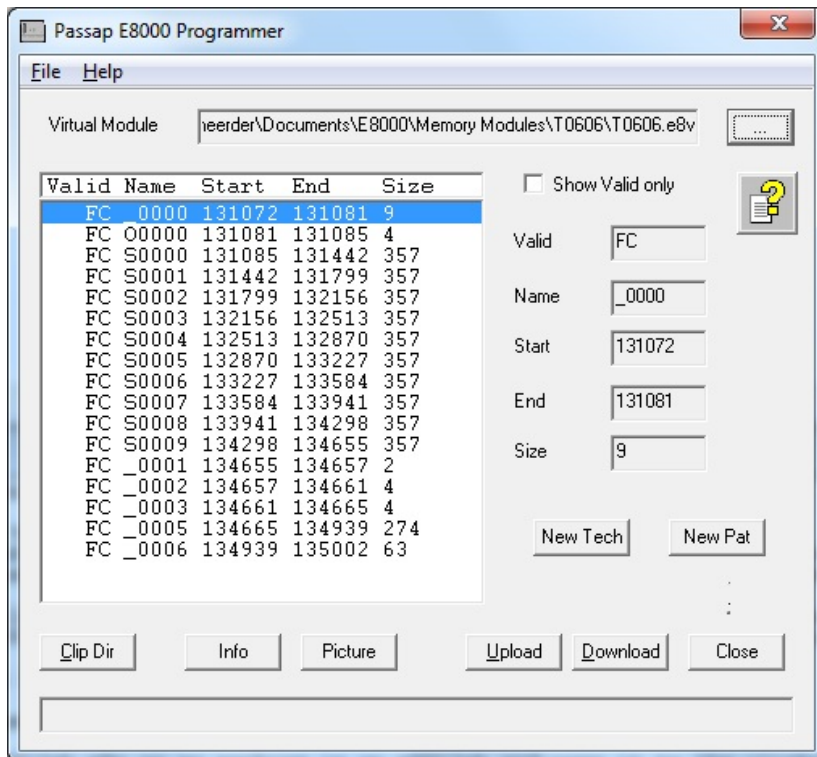 Passap E8000 Programmer
x
File Help
Virtual Module
neerder\Documents\E8000\Memory Modules\T0606\T0606.e8v
...
Valid Name Start End Size
FC _0000 131072 131081 9
FC O0000 131081 131085 4
FC S0000 131085 131442 357
FC S0001 131442 131799 357
FC S0002 131799 132156 357
FC S0003 132156 132513 357
FC S0004 132513 132870 357
FC S0005 132870 133227 357
FC S0006 133227 133584 357
FC S0007 133584 133941 357
FC S0008 133941 134298 357
FC S0009 134298 134655 357
FC _0001 134655 134657 2
FC _0002 134657 134661 4
FC _0003 134661 134665 4
FC _0005 134665 134939 274
FC _0006 134939 135002 63
Show Valid only
Valid FC
Name _0000
Start 131072
End 131081
Size 9
New Tech New Pat
Clip Dir Info Picture Upload Download Close